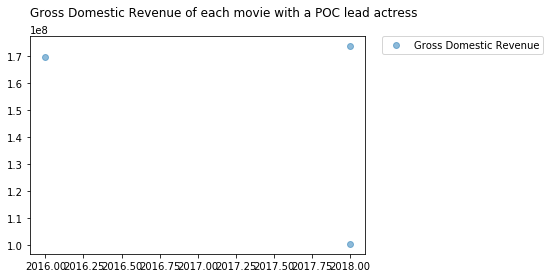 Gross Domestic Revenue of each movie with a POC lead actress
1e8
Gross Domestic Revenue
1.7
1.6
1.5
1.4
1.3
1.2
1.1
1.0
2016.00 2016.25 2016.50 2016.75 2017.00 2017.25 2017.50 2017.75 2018.00